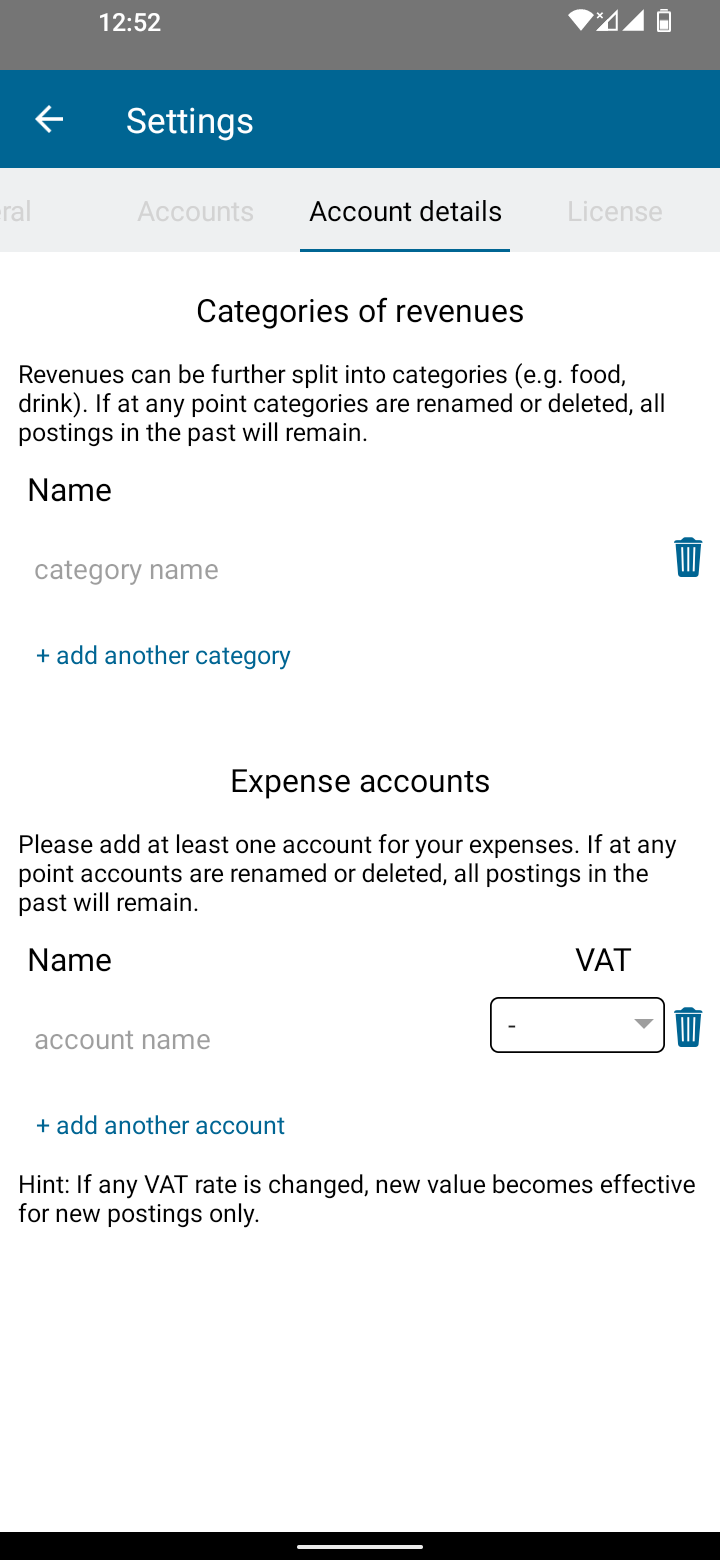 12:52
Settings
ral
Accounts
Account details
License
Categories of revenues
Revenues can be further split into categories (e.g. food,
drink). If at any point categories are renamed or deleted, all
postings in the past will remain.
Name
category name
+ add another category
Expense accounts
Please add at least one account for your expenses. If at any
point accounts are renamed or deleted, all postings in the
past will remain.
Name VAT
account name -
+ add another account
Hint: If any VAT rate is changed, new value becomes effective
for new postings only.